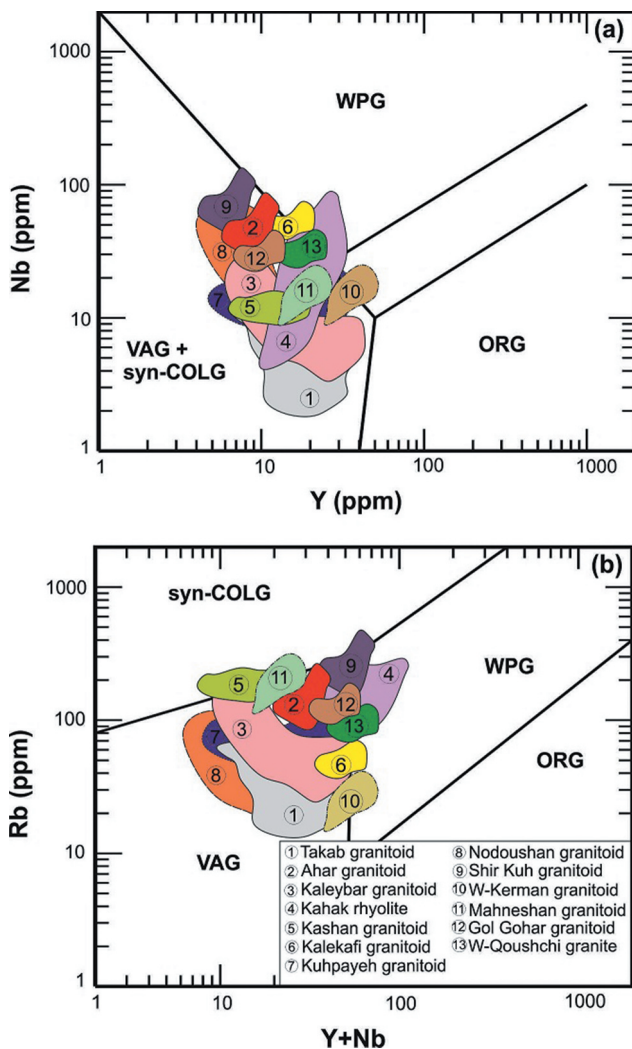 (a)
1000
WPG
100
9
2
6
8
12
13
3
11
10
7
5
10
4
VAG +
syn-COLG
ORG
1
1
1
10
100
1000
Nb (ppm)
Y (ppm)
(b)
syn-COLG
1000
WPG
9
4
5
11
2
12
100
3
13
7
ORG
6
8
10
1
10
VAG
① Takab granitoid
② Ahar granitoid
③ Kaleybar granitoid
④ Kahak rhyolite
⑤ Kashan granitoid
⑥ Kalekafi granitoid
⑦ Kuhpayeh granitoid
⑧ Nodoushan granitoid
⑨ Shir Kuh granitoid
⑩ W-Kerman granitoid
⑪ Mahneshan granitoid
⑫ Gol Gohar granitoid
⑬ W-Qoushchi granite
1
1
10
100
1000
Rb (ppm)
Y+Nb